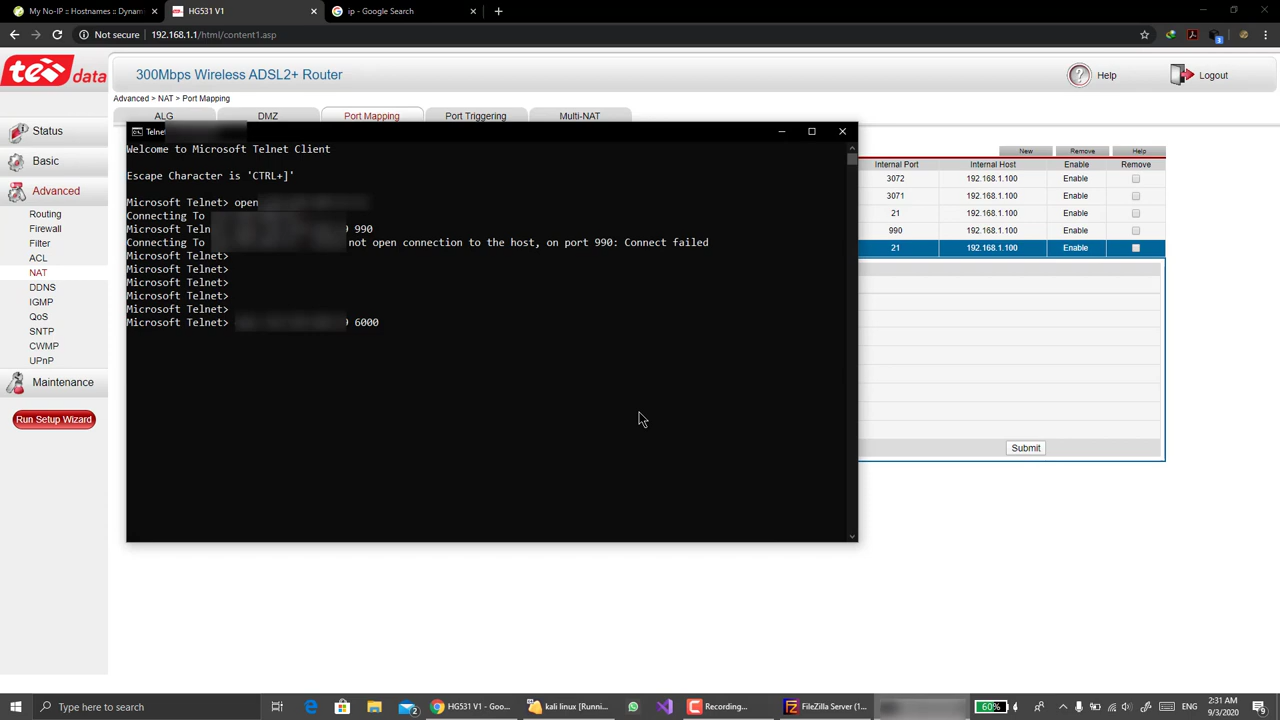 My No-IP :: Hostnames :: Dynam
HG531 V1
ip - Google Search
Not secure
192.168.1.1/html/content1.asp
te data
300Mbps Wireless ADSL2+ Router
Help
Logout
Advanced > NAT > Port Mapping
ALG
DMZ
Port Mapping
Port Triggering
Multi-NAT
Status
Basic
Advanced
Routing
Firewall
Filter
ACL
NAT
DDNS
IGMP
QoS
SNTP
CWMP
UPnP
Maintenance
Run Setup Wizard
New
Remove
Help
Internal Port Internal Host Enable Remove
3072 192.168.1.100 Enable
3071 192.168.1.100 Enable
21 192.168.1.100 Enable
990 192.168.1.100 Enable
21 192.168.1.100 Enable
Submit
Telnet
Welcome to Microsoft Telnet Client
Escape Character is 'CTRL+]'
Microsoft Telnet> open
Connecting To
Microsoft Teln 990
Connecting To not open connection to the host, on port 990: Connect failed
Microsoft Telnet>
Microsoft Telnet>
Microsoft Telnet>
Microsoft Telnet>
Microsoft Telnet>
Microsoft Telnet> 6000
Type here to search
2
HG531 V1 - Goo...
kali linux [Runni...
Recording...
FileZilla Server (1...
60%
ENG
2:31 AM
9/3/2020